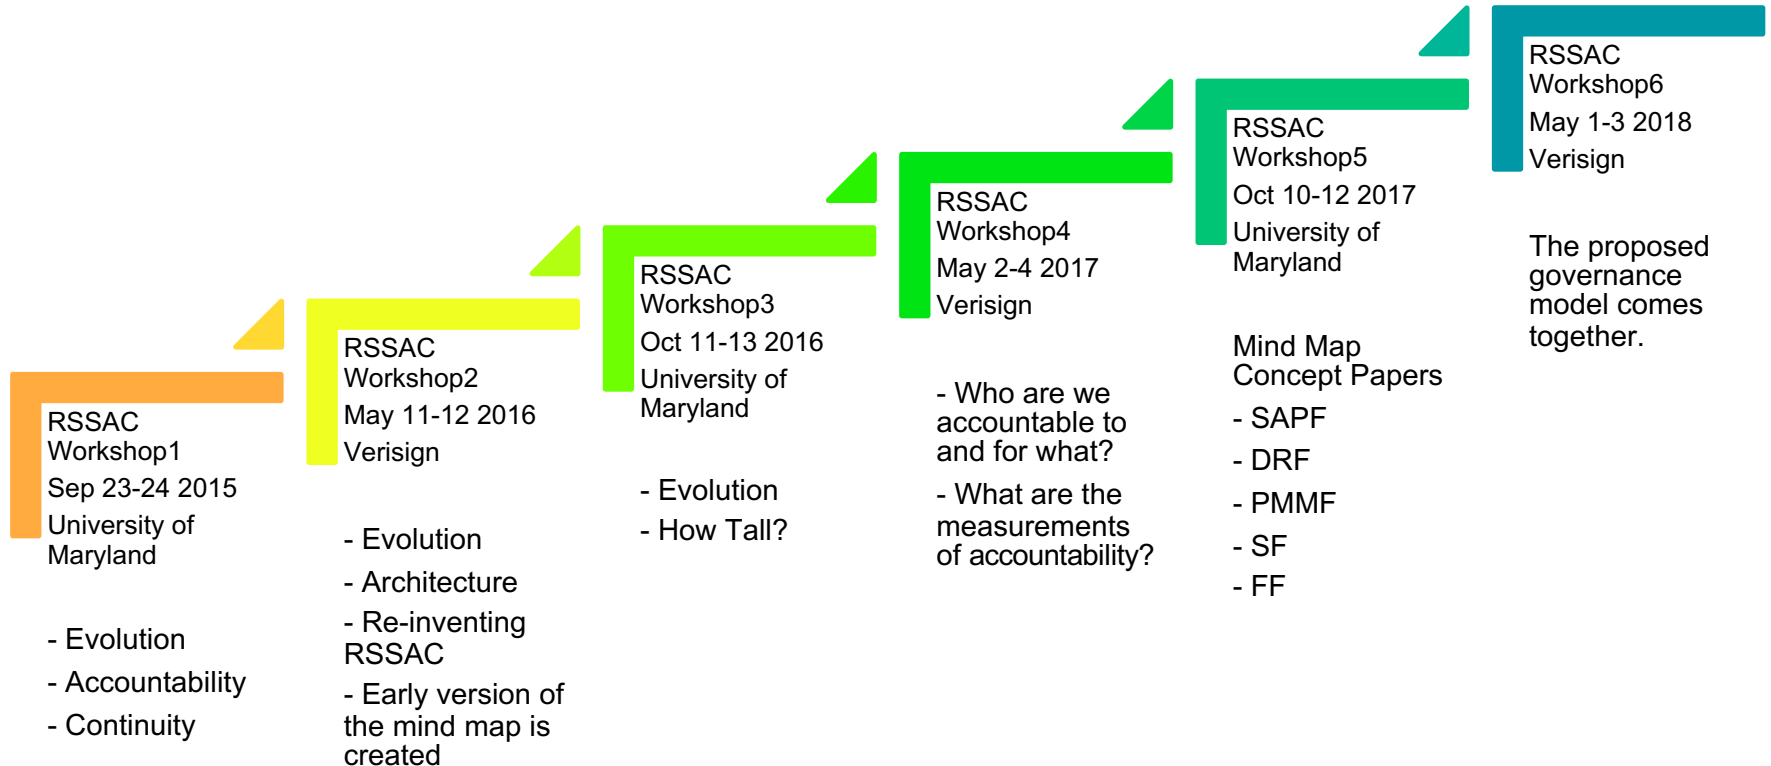 RSSAC
Workshop1
Sep 23-24 2015
University of
Maryland
- Evolution
- Accountability
- Continuity
RSSAC
Workshop2
May 11-12 2016
Verisign
- Evolution
- Architecture
- Re-inventing
RSSAC
- Early version of
the mind map is
created
RSSAC
Workshop3
Oct 11-13 2016
University of
Maryland
- Evolution
- How Tall?
RSSAC
Workshop4
May 2-4 2017
Verisign
- Who are we
accountable to
and for what?
- What are the
measurements
of accountability?
RSSAC
Workshop5
Oct 10-12 2017
University of
Maryland
Mind Map
Concept Papers
- SAPF
- DRF
- PMMF
- SF
- FF
RSSAC
Workshop6
May 1-3 2018
Verisign
The proposed
governance
model comes
together.